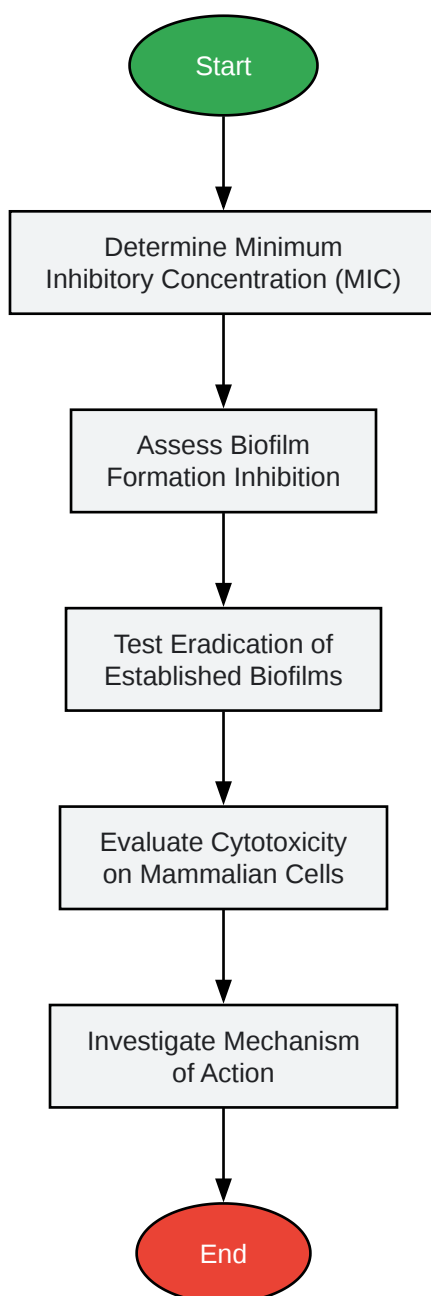 Start
Determine Minimum
Inhibitory Concentration (MIC)
Assess Biofilm
Formation Inhibition
Test Eradication of
Established Biofilms
Evaluate Cytotoxicity
on Mammalian Cells
Investigate Mechanism
of Action
End